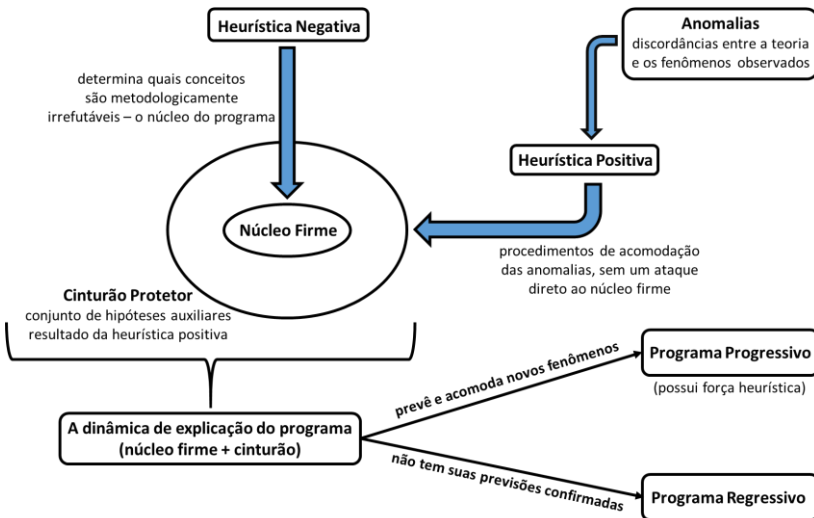 Heurística Negativa
determina quais conceitos
são metodologicamente
irrefutáveis – o núcleo do programa
Anomalias
discordâncias entre a teoria
e os fenômenos observados
Heurística Positiva
Núcleo Firme
procedimentos de acomodação
das anomalias, sem um ataque
direto ao núcleo firme
Cinturão Protetor
conjunto de hipóteses auxiliares
resultado da heurística positiva
A dinâmica de explicação do programa
(núcleo firme + cinturão)
prevê e acomoda novos fenômenos
Programa Progressivo
(possui força heurística)
não tem suas previsões confirmadas
Programa Regressivo